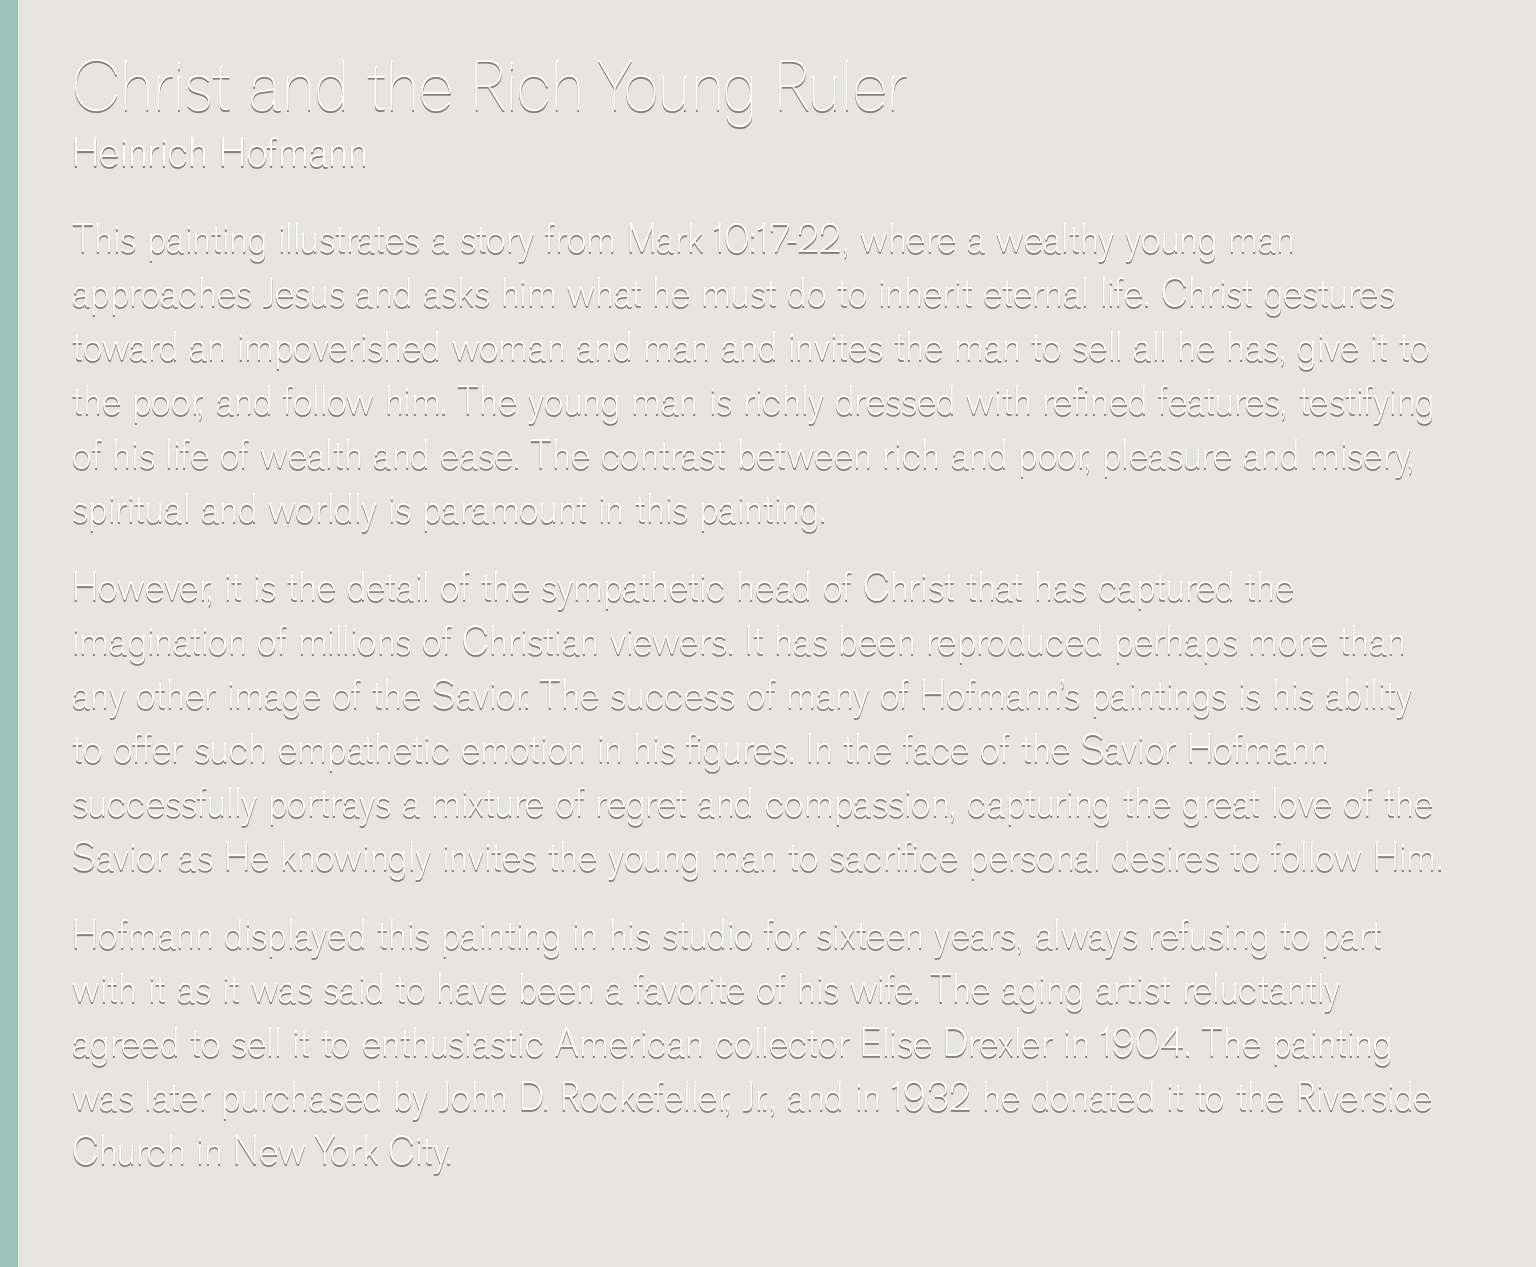 Christ and the Rich Young Ruler
Heinrich Hofmann
This painting illustrates a story from Mark 10:17-22, where a wealthy young man
approaches Jesus and asks him what he must do to inherit eternal life. Christ gestures
toward an impoverished woman and man and invites the man to sell all he has, give it to
the poor, and follow him. The young man is richly dressed with refined features, testifying
of his life of wealth and ease. The contrast between rich and poor, pleasure and misery,
spiritual and worldly is paramount in this painting.
However, it is the detail of the sympathetic head of Christ that has captured the
imagination of millions of Christian viewers. It has been reproduced perhaps more than
any other image of the Savior. The success of many of Hofmann's paintings is his ability
to offer such empathetic emotion in his figures. In the face of the Savior Hofmann
successfully portrays a mixture of regret and compassion, capturing the great love of the
Savior as He knowingly invites the young man to sacrifice personal desires to follow Him.
Hofmann displayed this painting in his studio for sixteen years, always refusing to part
with it as it was said to have been a favorite of his wife. The aging artist reluctantly
agreed to sell it to enthusiastic American collector Elise Drexler in 1904. The painting
was later purchased by John D. Rockefeller, Jr., and in 1932 he donated it to the Riverside
Church in New York City.